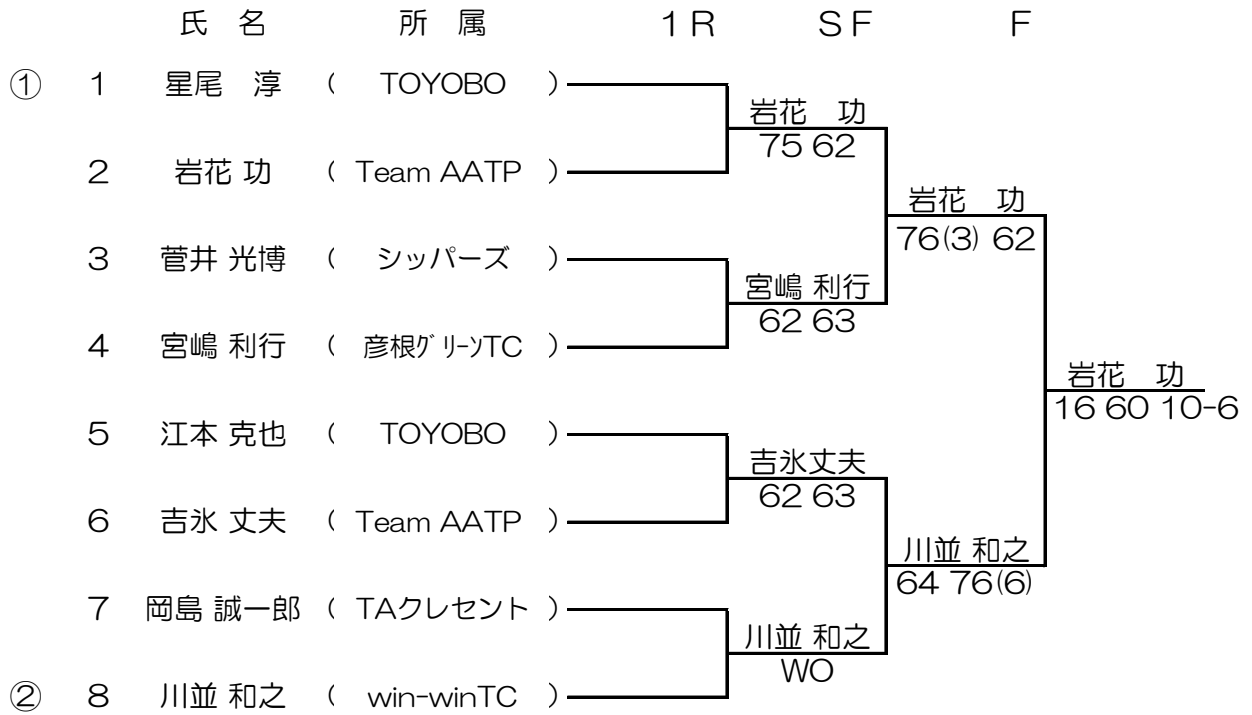 氏 名 所 属 1R SF F
① 1 星尾 淳 ( TOYOBO )
岩花 功
75 62
2 岩花 功 ( Team AATP )
岩花 功
76(3) 62
3 菅井 光博 ( シッパーズ )
宮嶋 利行
62 63
4 宮嶋 利行 ( 彦根グリーンTC )
岩花 功
16 60 10-6
5 江本 克也 ( TOYOBO )
吉氷丈夫
62 63
6 吉氷 丈夫 ( Team AATP )
川並 和之
64 76(6)
7 岡島 誠一郎 ( TAクレセント )
川並 和之
WO
② 8 川並 和之 ( win-winTC )